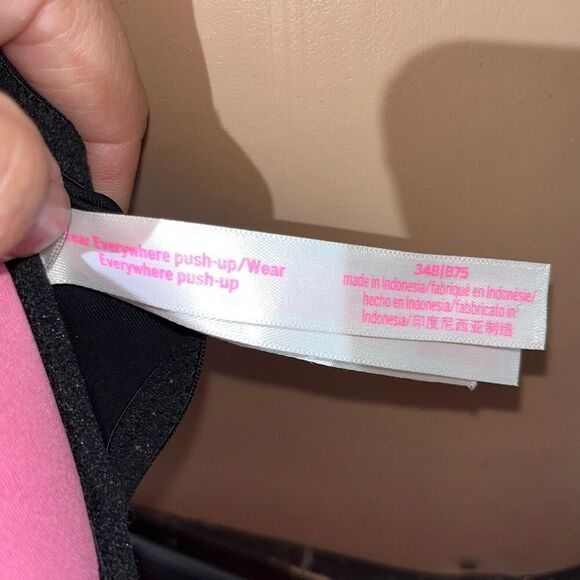 Everywhere push-up/Wear
Everywhere push-up
34B|B75
made in Indonesia/fabriqué en Indonésie/
hecho en Indonesia/fabbricato in
Indonesia/印度尼西亚制造